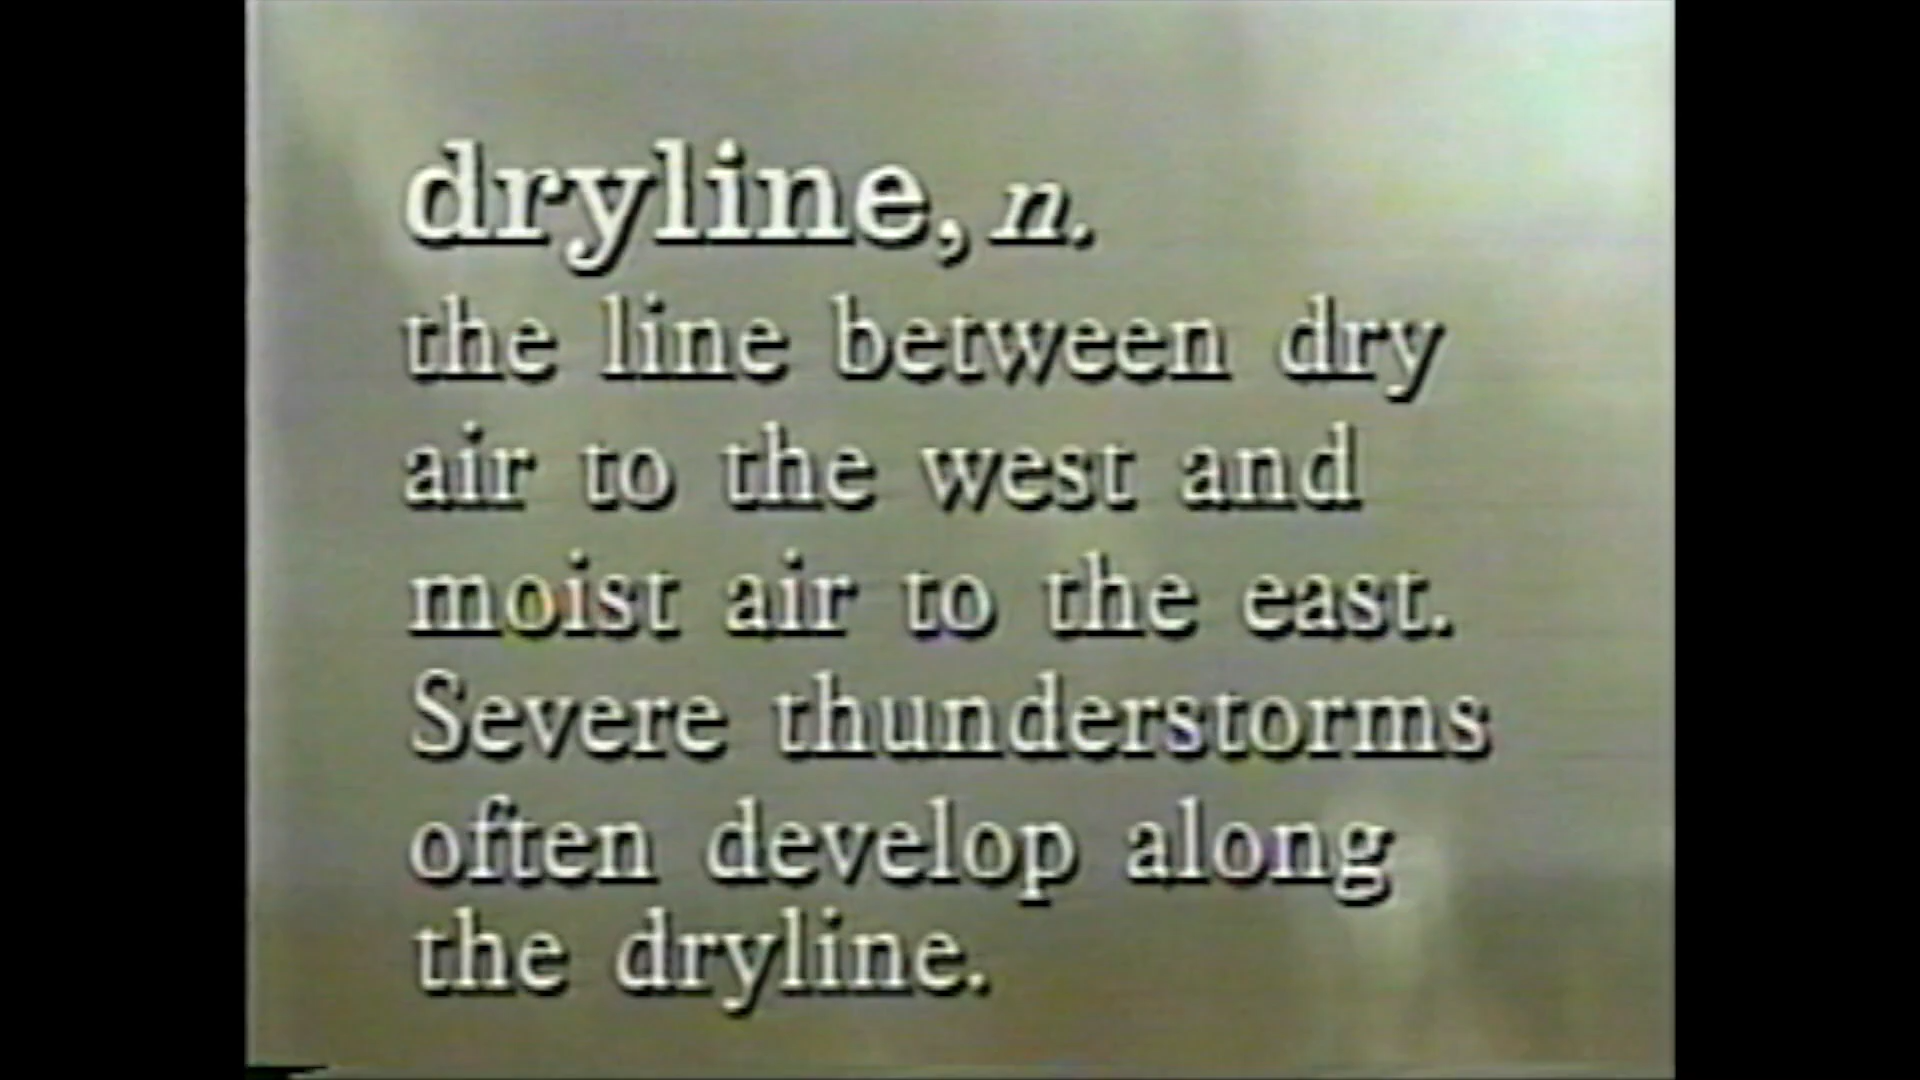 dryline, n.
the line between dry
air to the west and
moist air to the east.
Severe thunderstorms
often develop along
the dryline.